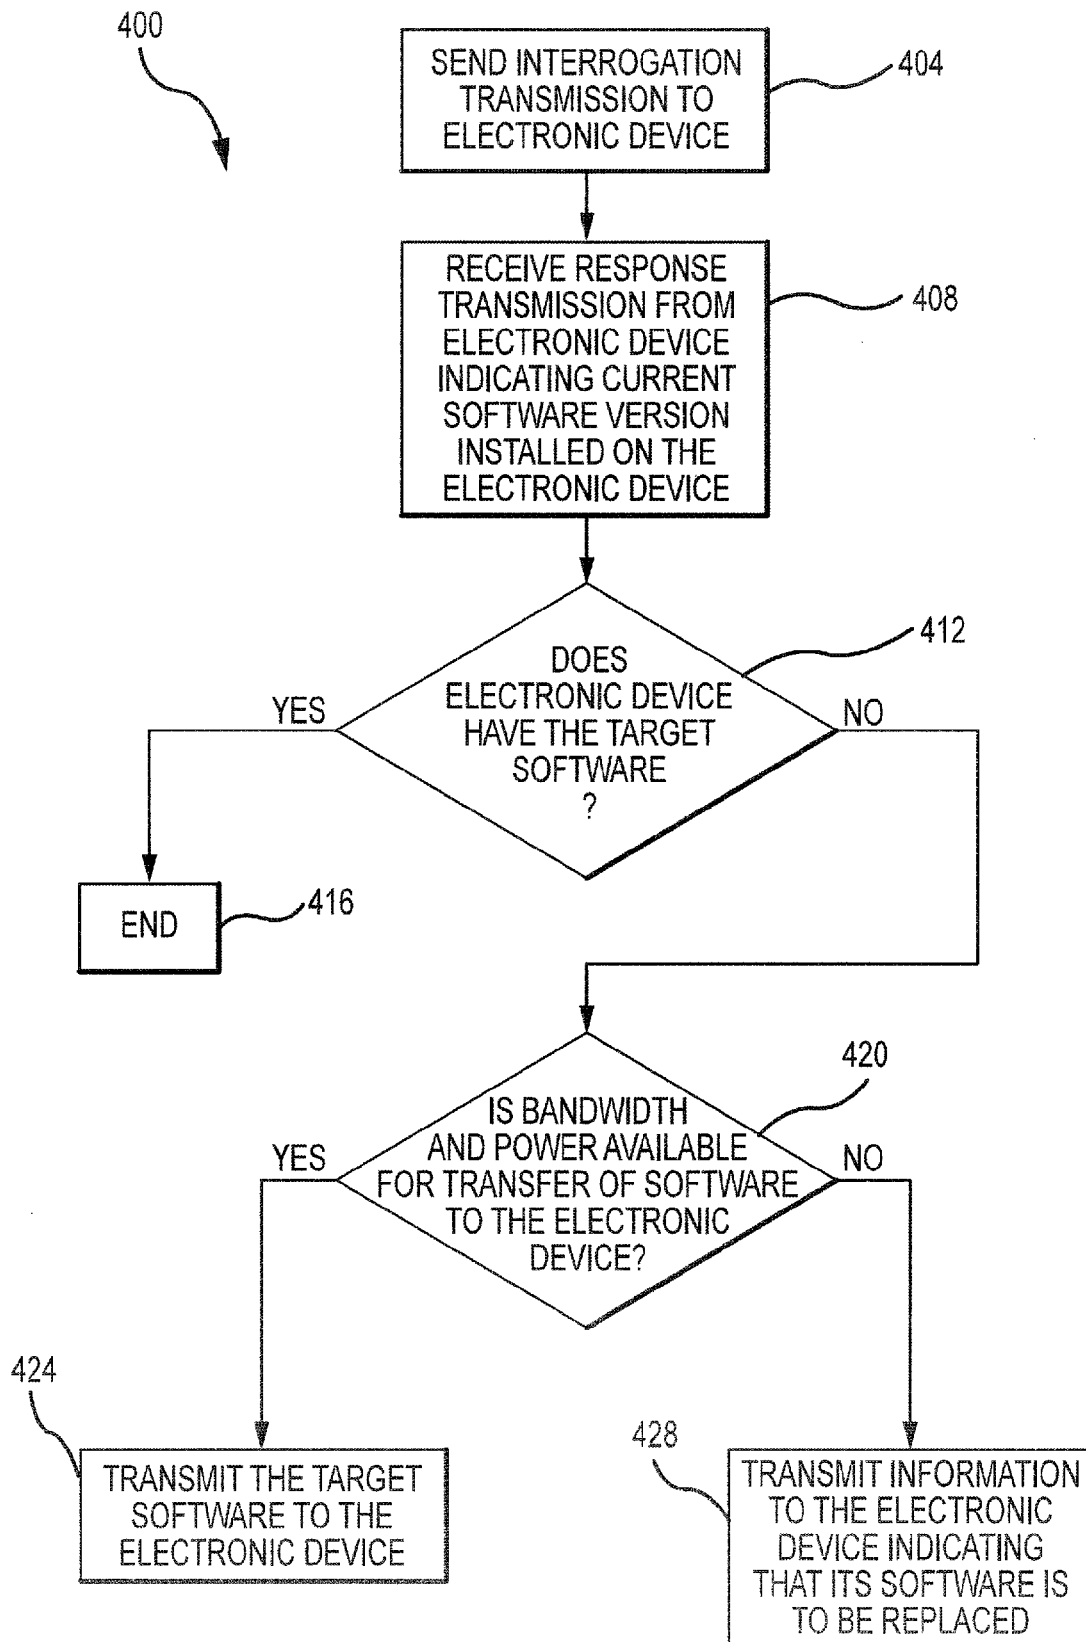 400
SEND INTERROGATION
TRANSMISSION TO
ELECTRONIC DEVICE
404
RECEIVE RESPONSE
TRANSMISSION FROM
ELECTRONIC DEVICE
INDICATING CURRENT
SOFTWARE VERSION
INSTALLED ON THE
ELECTRONIC DEVICE
408
DOES
ELECTRONIC DEVICE
HAVE THE TARGET
SOFTWARE
?
412
YES
NO
END
416
IS BANDWIDTH
AND POWER AVAILABLE
FOR TRANSFER OF SOFTWARE
TO THE ELECTRONIC
DEVICE?
420
YES
NO
424
TRANSMIT THE TARGET
SOFTWARE TO THE
ELECTRONIC DEVICE
428
TRANSMIT INFORMATION
TO THE ELECTRONIC
DEVICE INDICATING
THAT ITS SOFTWARE IS
TO BE REPLACED